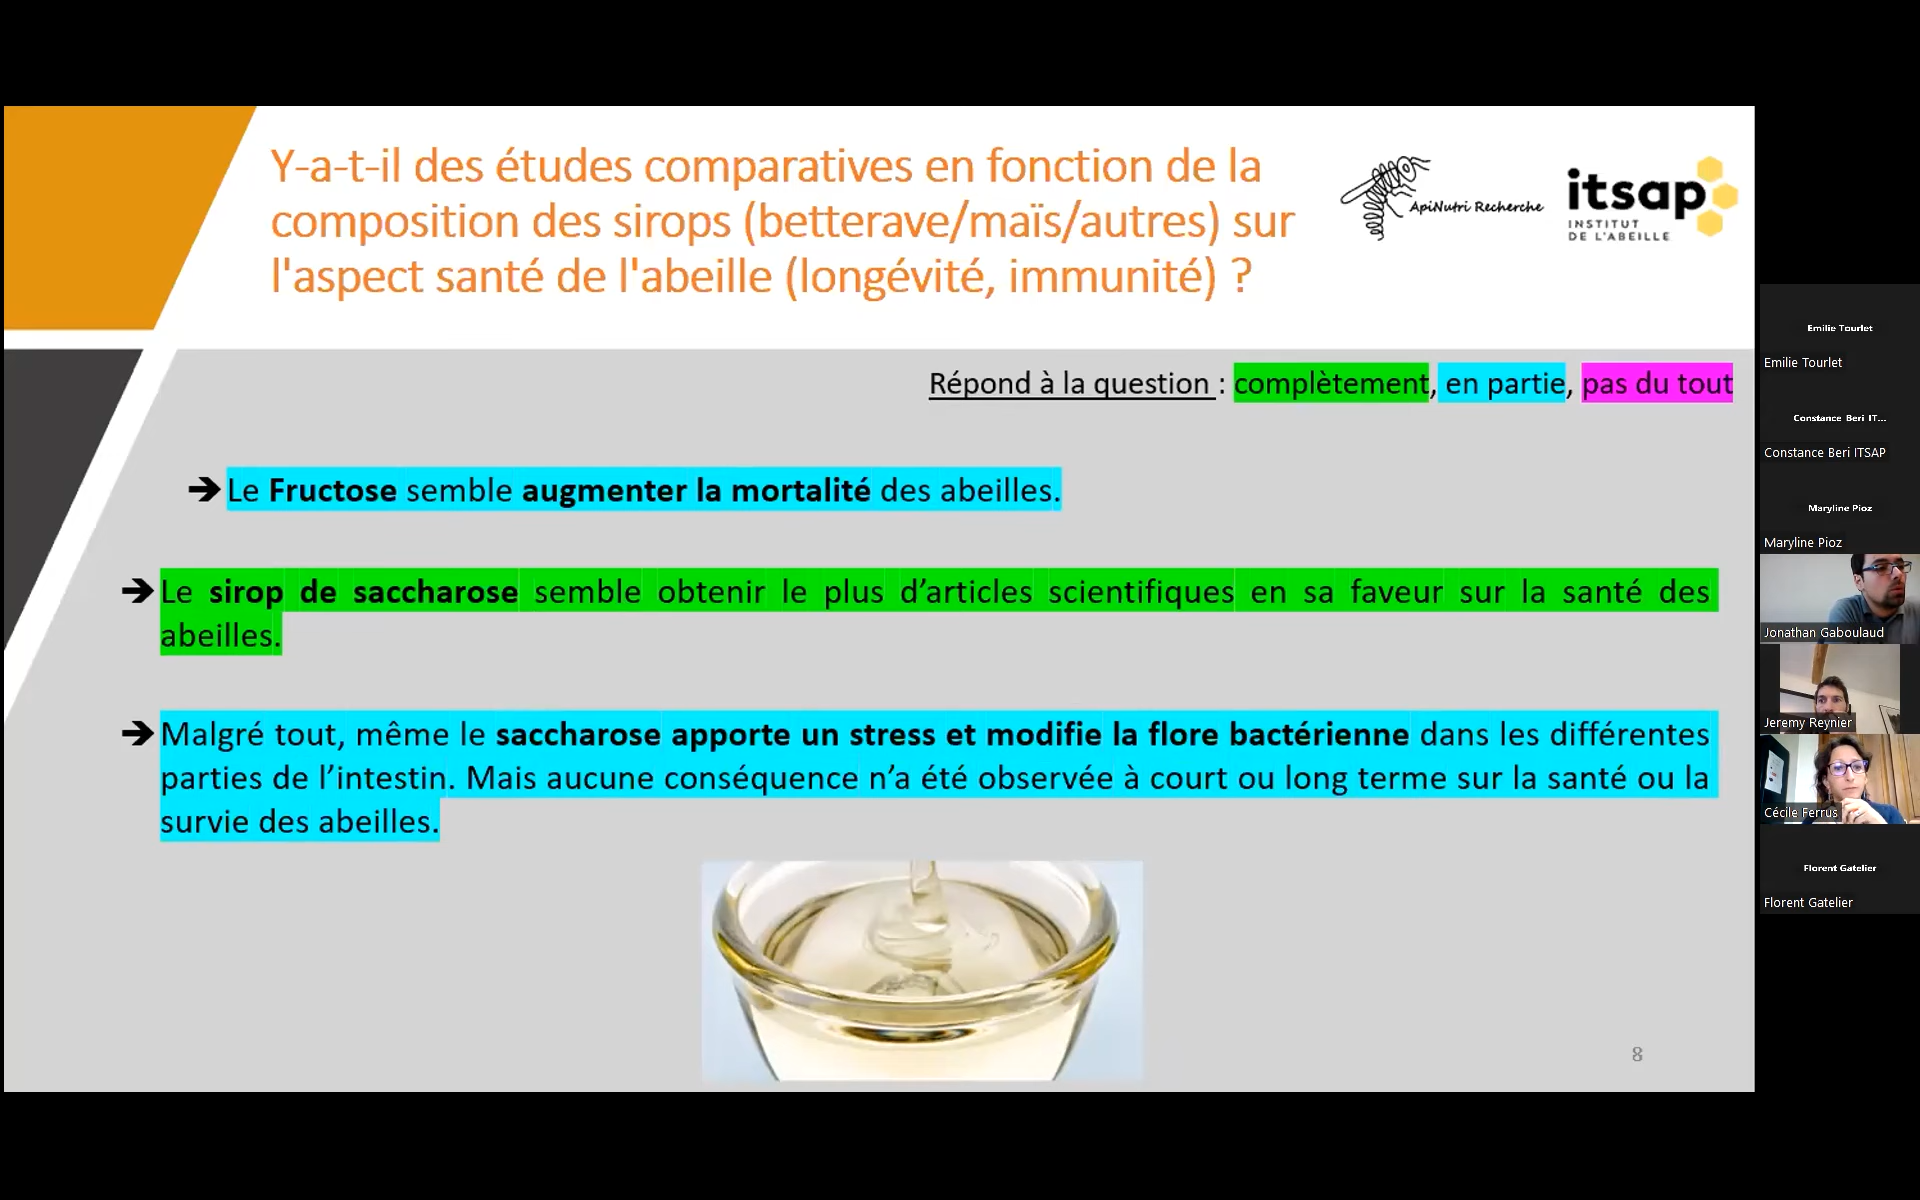 Y-a-t-il des études comparatives en fonction de la
composition des sirops (betterave/maïs/autres) sur
l'aspect santé de l'abeille (longévité, immunité) ?
ApiNutri Recherche
itsap
INSTITUT
DE L'ABEILLE
Répond à la question : complètement, en partie, pas du tout
➔ Le Fructose semble augmenter la mortalité des abeilles.
➔ Le sirop de saccharose semble obtenir le plus d’articles scientifiques en sa faveur sur la santé des
abeilles.
➔ Malgré tout, même le saccharose apporte un stress et modifie la flore bactérienne dans les différentes
parties de l’intestin. Mais aucune conséquence n’a été observée à court ou long terme sur la santé ou la
survie des abeilles.
8
Emilie Tourlet
Emilie Tourlet
Constance Beri IT...
Constance Beri ITSAP
Maryline Pioz
Maryline Pioz
Jonathan Gaboulaud
Jeremy Reynier
Cécile Ferrus
Florent Gatelier
Florent Gatelier